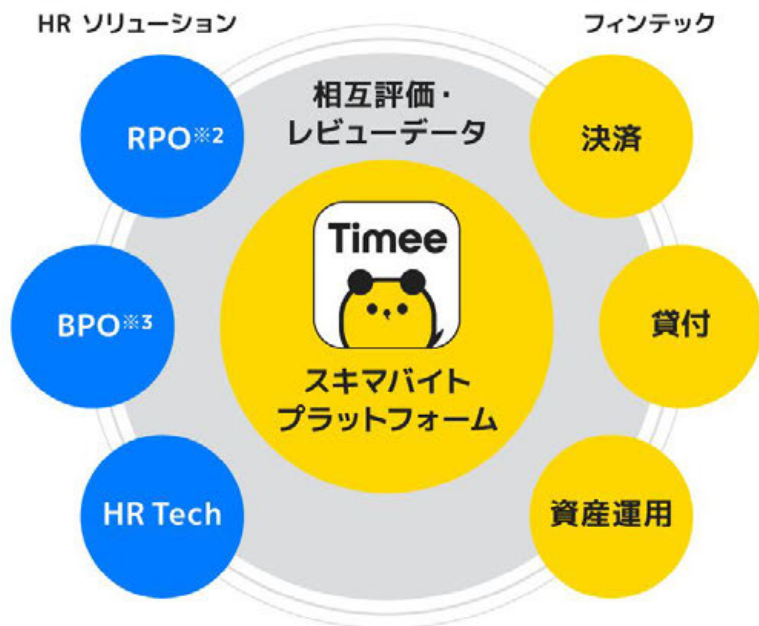 HR ソリューション
フィンテック
相互評価・
レビューデータ
RPO※2
決済
Timee
BPO※3
貸付
スキマバイト
プラットフォーム
HR Tech
資産運用